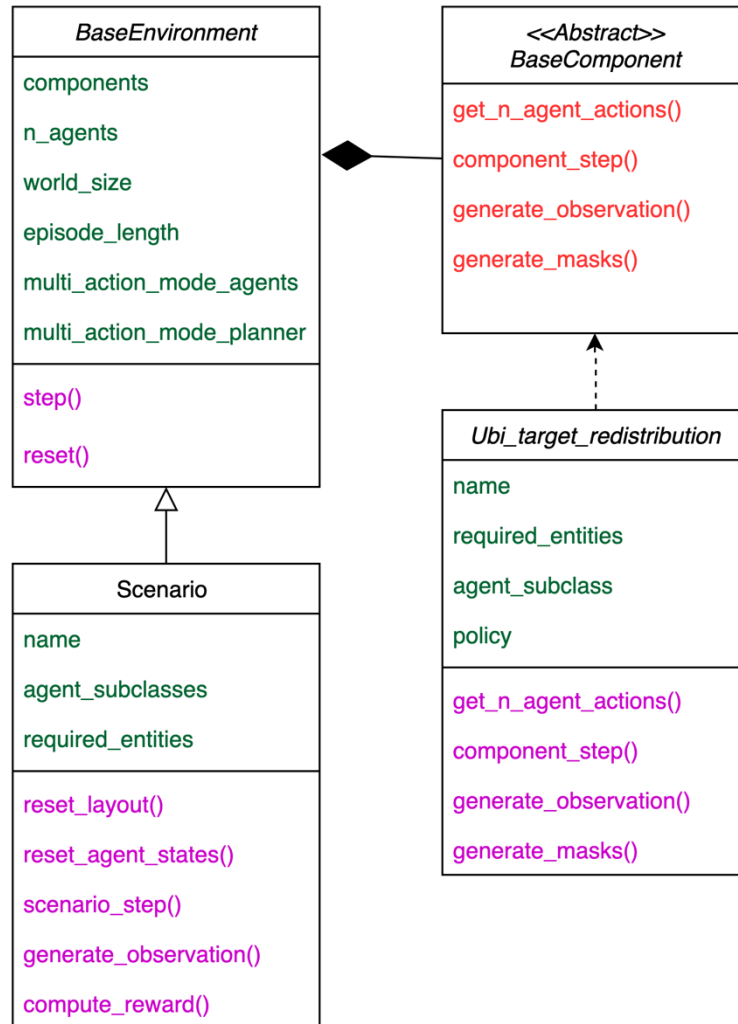 BaseEnvironment
components
n_agents
world_size
episode_length
multi_action_mode_agents
multi_action_mode_planner
step()
reset()
<<Abstract>>
BaseComponent
get_n_agent_actions()
component_step()
generate_observation()
generate_masks()
Scenario
name
agent_subclasses
required_entities
reset_layout()
reset_agent_states()
scenario_step()
generate_observation()
compute_reward()
Ubi_target_redistribution
name
required_entities
agent_subclass
policy
get_n_agent_actions()
component_step()
generate_observation()
generate_masks()